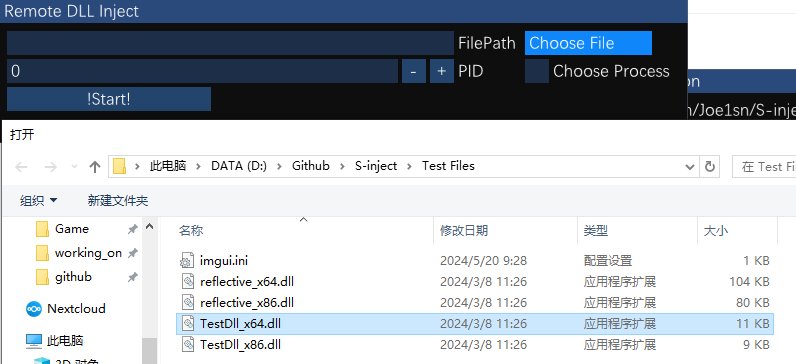 Remote DLL Inject
FilePath Choose File
0 - + PID Choose Process
!Start!
on
n/Joe1sn/S-inje
打开
此电脑 > DATA (D:) > Github > S-inject > Test Files
在 Test Fi
组织 新建文件夹
名称 修改日期 类型 大小
Game
working_on
github
Nextcloud
此电脑
3D 对象
imgui.ini 2024/5/20 9:28 配置设置 1 KB
reflective_x64.dll 2024/3/8 11:26 应用程序扩展 104 KB
reflective_x86.dll 2024/3/8 11:26 应用程序扩展 80 KB
TestDll_x64.dll 2024/3/8 11:26 应用程序扩展 11 KB
TestDll_x86.dll 2024/3/8 11:26 应用程序扩展 9 KB